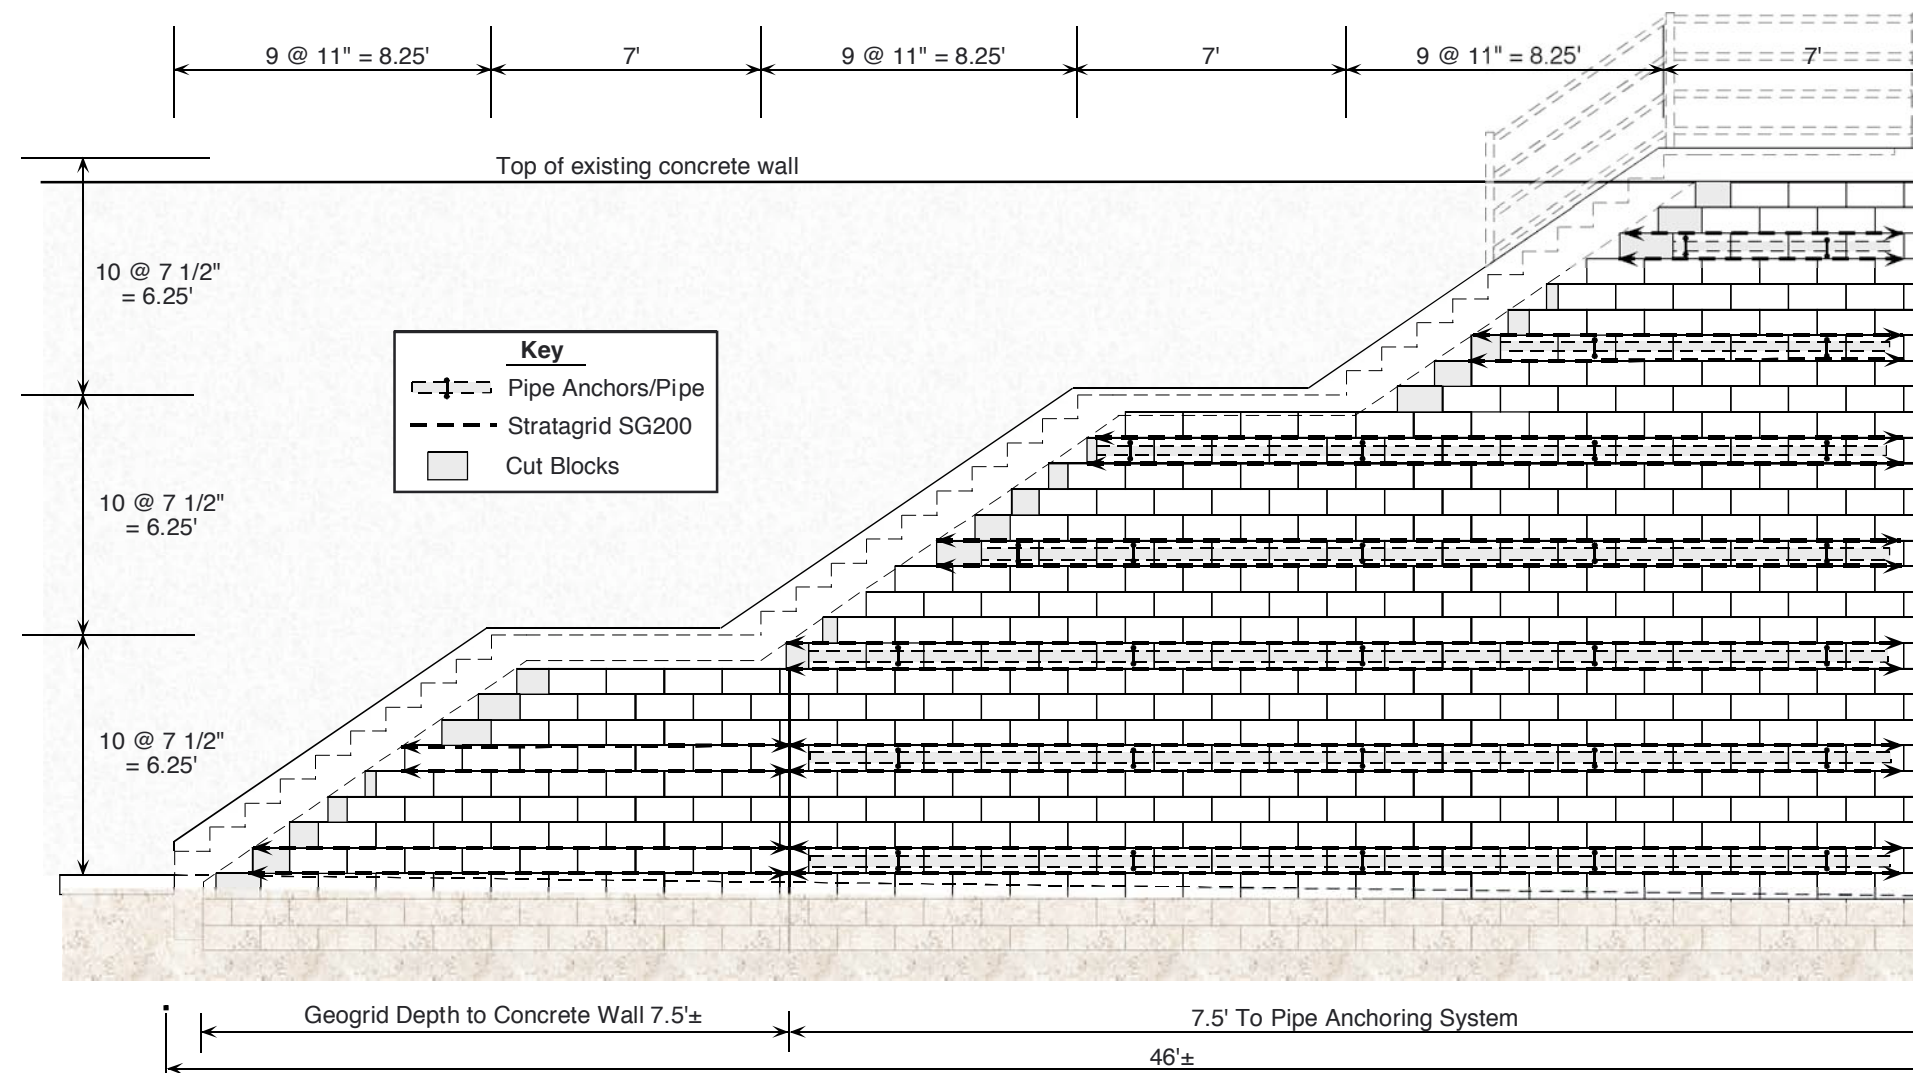 9 @ 11" = 8.25'
7'
9 @ 11" = 8.25'
7'
9 @ 11" = 8.25'
7'
Top of existing concrete wall
10 @ 7 1/2"
= 6.25'
Key
Pipe Anchors/Pipe
Stratagrid SG200
Cut Blocks
10 @ 7 1/2"
= 6.25'
10 @ 7 1/2"
= 6.25'
Geogrid Depth to Concrete Wall 7.5'±
7.5' To Pipe Anchoring System
46'±